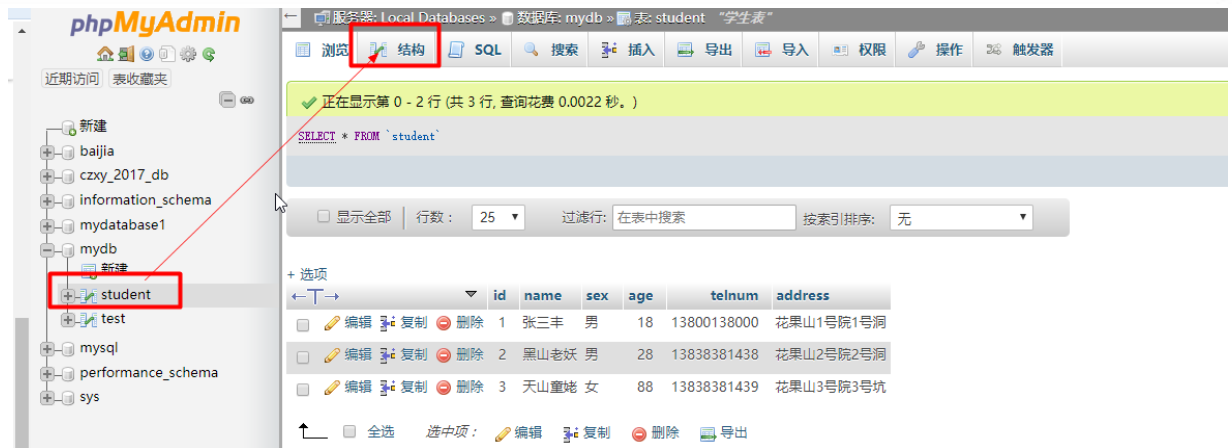 phpMyAdmin
近期访问 表收藏夹
新建
baijia
czxy_2017_db
information_schema
mydatabase1
mydb
新建
student
test
mysql
performance_schema
sys
服务器: Local Databases » 数据库: mydb » 表: student "学生表"
浏览 结构 SQL 搜索 插入 导出 导入 权限 操作 触发器
正在显示第 0 - 2 行 (共 3 行, 查询花费 0.0022 秒。)
SELECT * FROM `student`
显示全部 行数: 25 过滤行: 在表中搜索 按索引排序: 无
+ 选项
←T→ id name sex age telnum address
编辑 复制 删除 1 张三丰 男 18 13800138000 花果山1号院1号洞
编辑 复制 删除 2 黑山老妖 男 28 13838381438 花果山2号院2号洞
编辑 复制 删除 3 天山童姥 女 88 13838381439 花果山3号院3号坑
全选 选中项: 编辑 复制 删除 导出